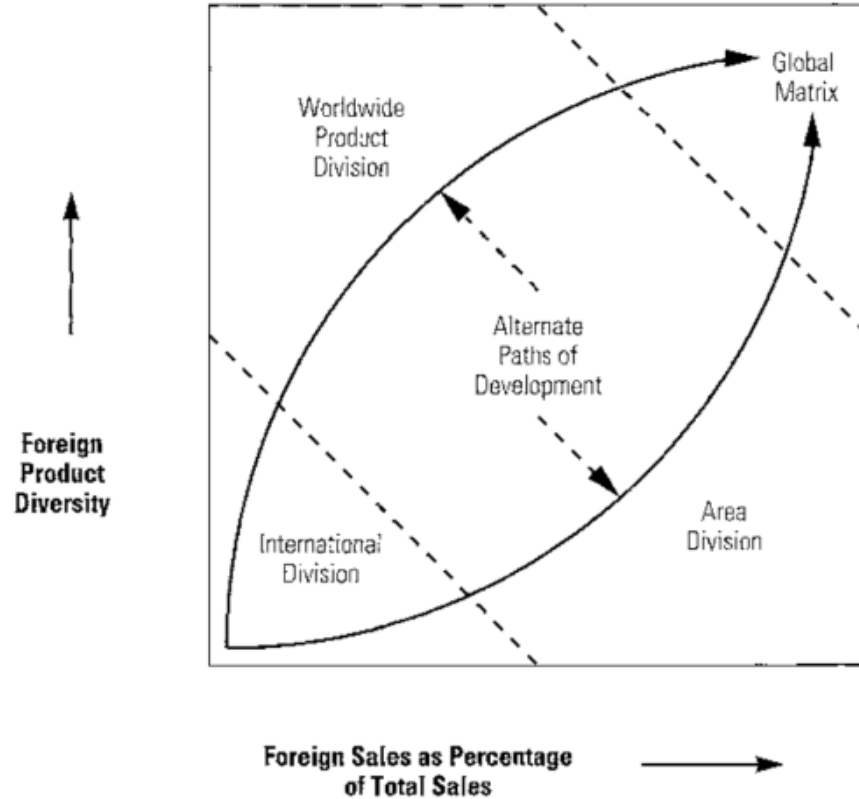 Global
Matrix
Worldwide
Product
Division
Alternate
Paths of
Development
Foreign
Product
Diversity
International
Division
Area
Division
Foreign Sales as Percentage
of Total Sales